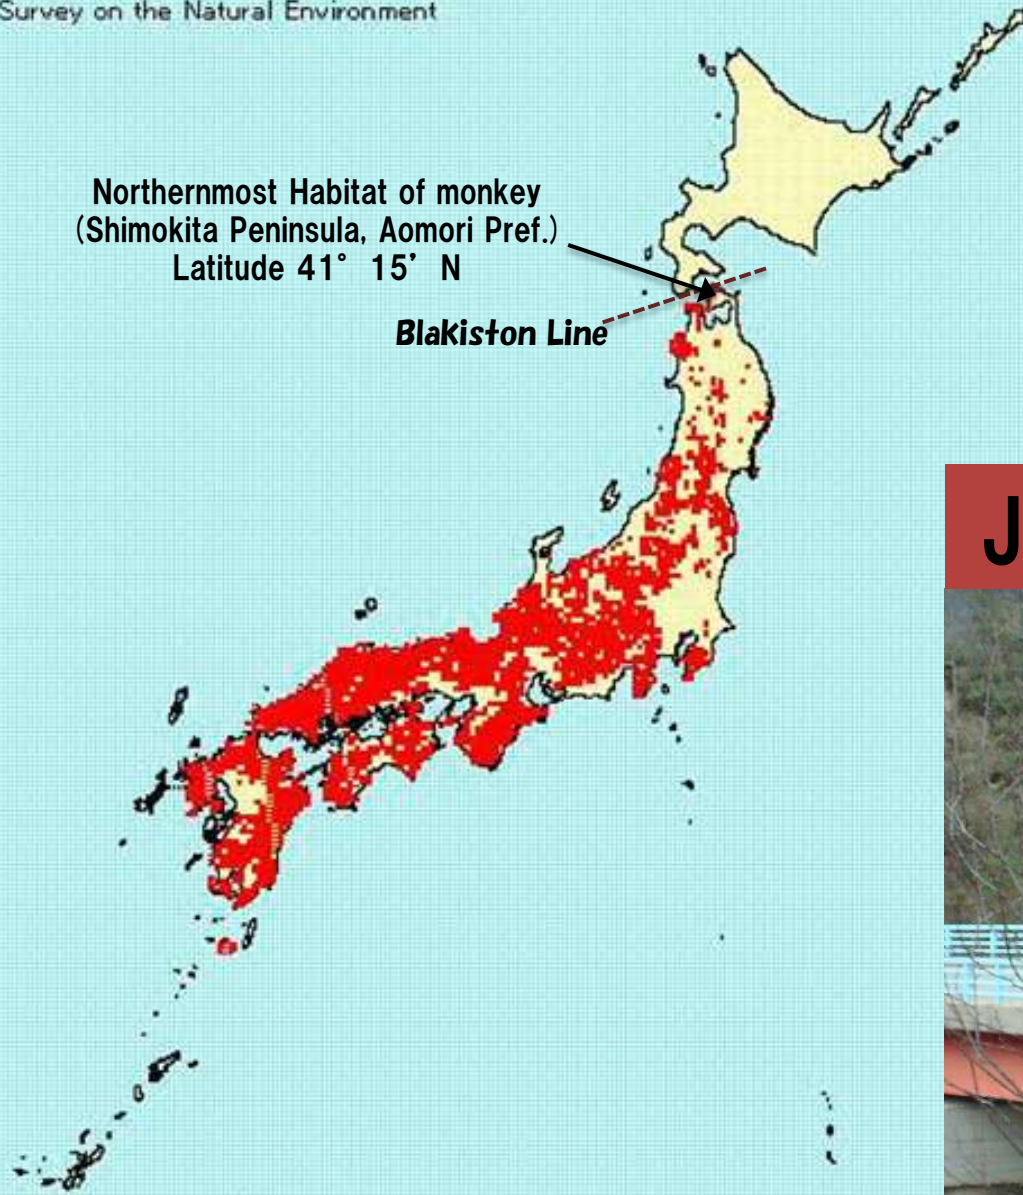 Survey on the Natural Environment
Northernmost Habitat of monkey
(Shimokita Peninsula, Aomori Pref.)
Latitude 41° 15’ N
Blakiston Line
J